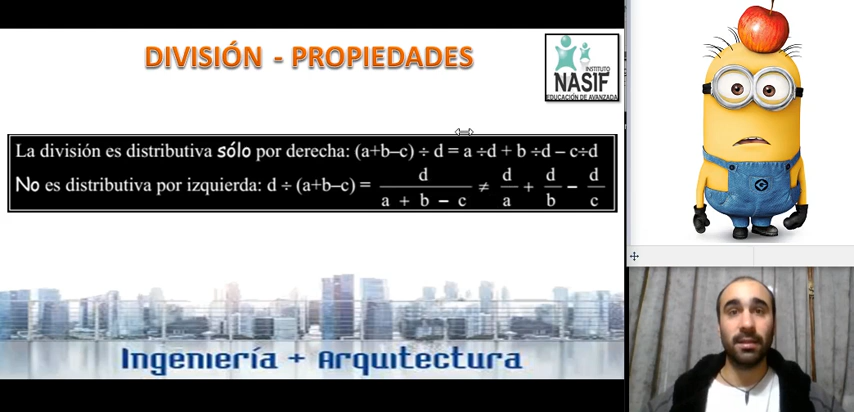 DIVISIÓN - PROPIEDADES
INSTITUTO
NASIF
EDUCACIÓN DE AVANZADA
La división es distributiva sólo por derecha: (a+b–c) ÷ d = a ÷d + b ÷d – c÷d
No es distributiva por izquierda: d ÷ (a+b–c) = d / (a + b − c) ≠ d/a + d/b − d/c
Ingeniería + Arquitectura